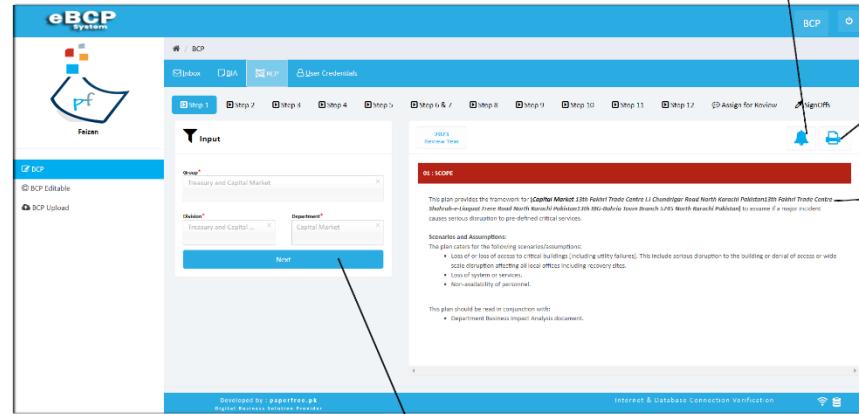 eBCP
System
BCP
/ BCP
Inbox BIA BCP User Credentials
Step 1 Step 2 Step 3 Step 4 Step 5 Step 6 & 7 Step 8 Step 9 Step 10 Step 11 Step 12 Assign for Review SignOffs
pf
Faizan
BCP
BCP Editable
BCP Upload
Input
Group*
Treasury and Capital Market ×
Division* Department*
Treasury and Capital ... × Capital Market ×
Next
2023
Review Year
01 : SCOPE
This plan provides the framework for [Capital Market 13th Fakhri Trade Centre I.I Chundrigar Road North Karachi Pakistan13th Fakhri Trade Centre
Shahrah-e-Liaquat Frere Road North Karachi Pakistan13th IBG-Bahria Town Branch 5705 North Karachi Pakistan] to assume if a major incident
causes serious disruption to pre-defined critical services.
Scenarios and Assumptions:
The plan caters for the following scenarios/assumptions:
• Loss of or loss of access to critical buildings (including utility failures). This include serious disruption to the building or denial of access or wide
scale disruption affecting all local offices including recovery sites.
• Loss of system or services.
• Non-availability of personnel.
This plan should be read in conjunction with:
• Department Business Impact Analysis document.
Developed by : paperfree.pk
Digital Business Solution Provider
Internet & Database Connection Verification